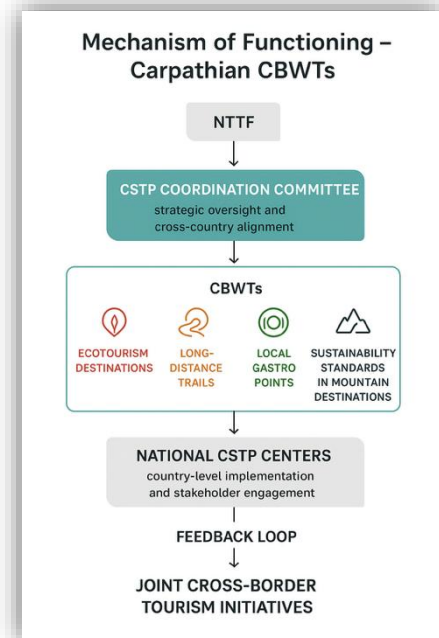 Mechanism of Functioning –
Carpathian CBWTs
NTTF
CSTP COORDINATION COMMITTEE
strategic oversight and
cross-country alignment
CBWTs
ECOTOURISM
DESTINATIONS
LONG-
DISTANCE
TRAILS
LOCAL
GASTRO
POINTS
SUSTAINABILITY
STANDARDS
IN MOUNTAIN
DESTINATIONS
NATIONAL CSTP CENTERS
country-level implementation
and stakeholder engagement
FEEDBACK LOOP
JOINT CROSS-BORDER
TOURISM INITIATIVES